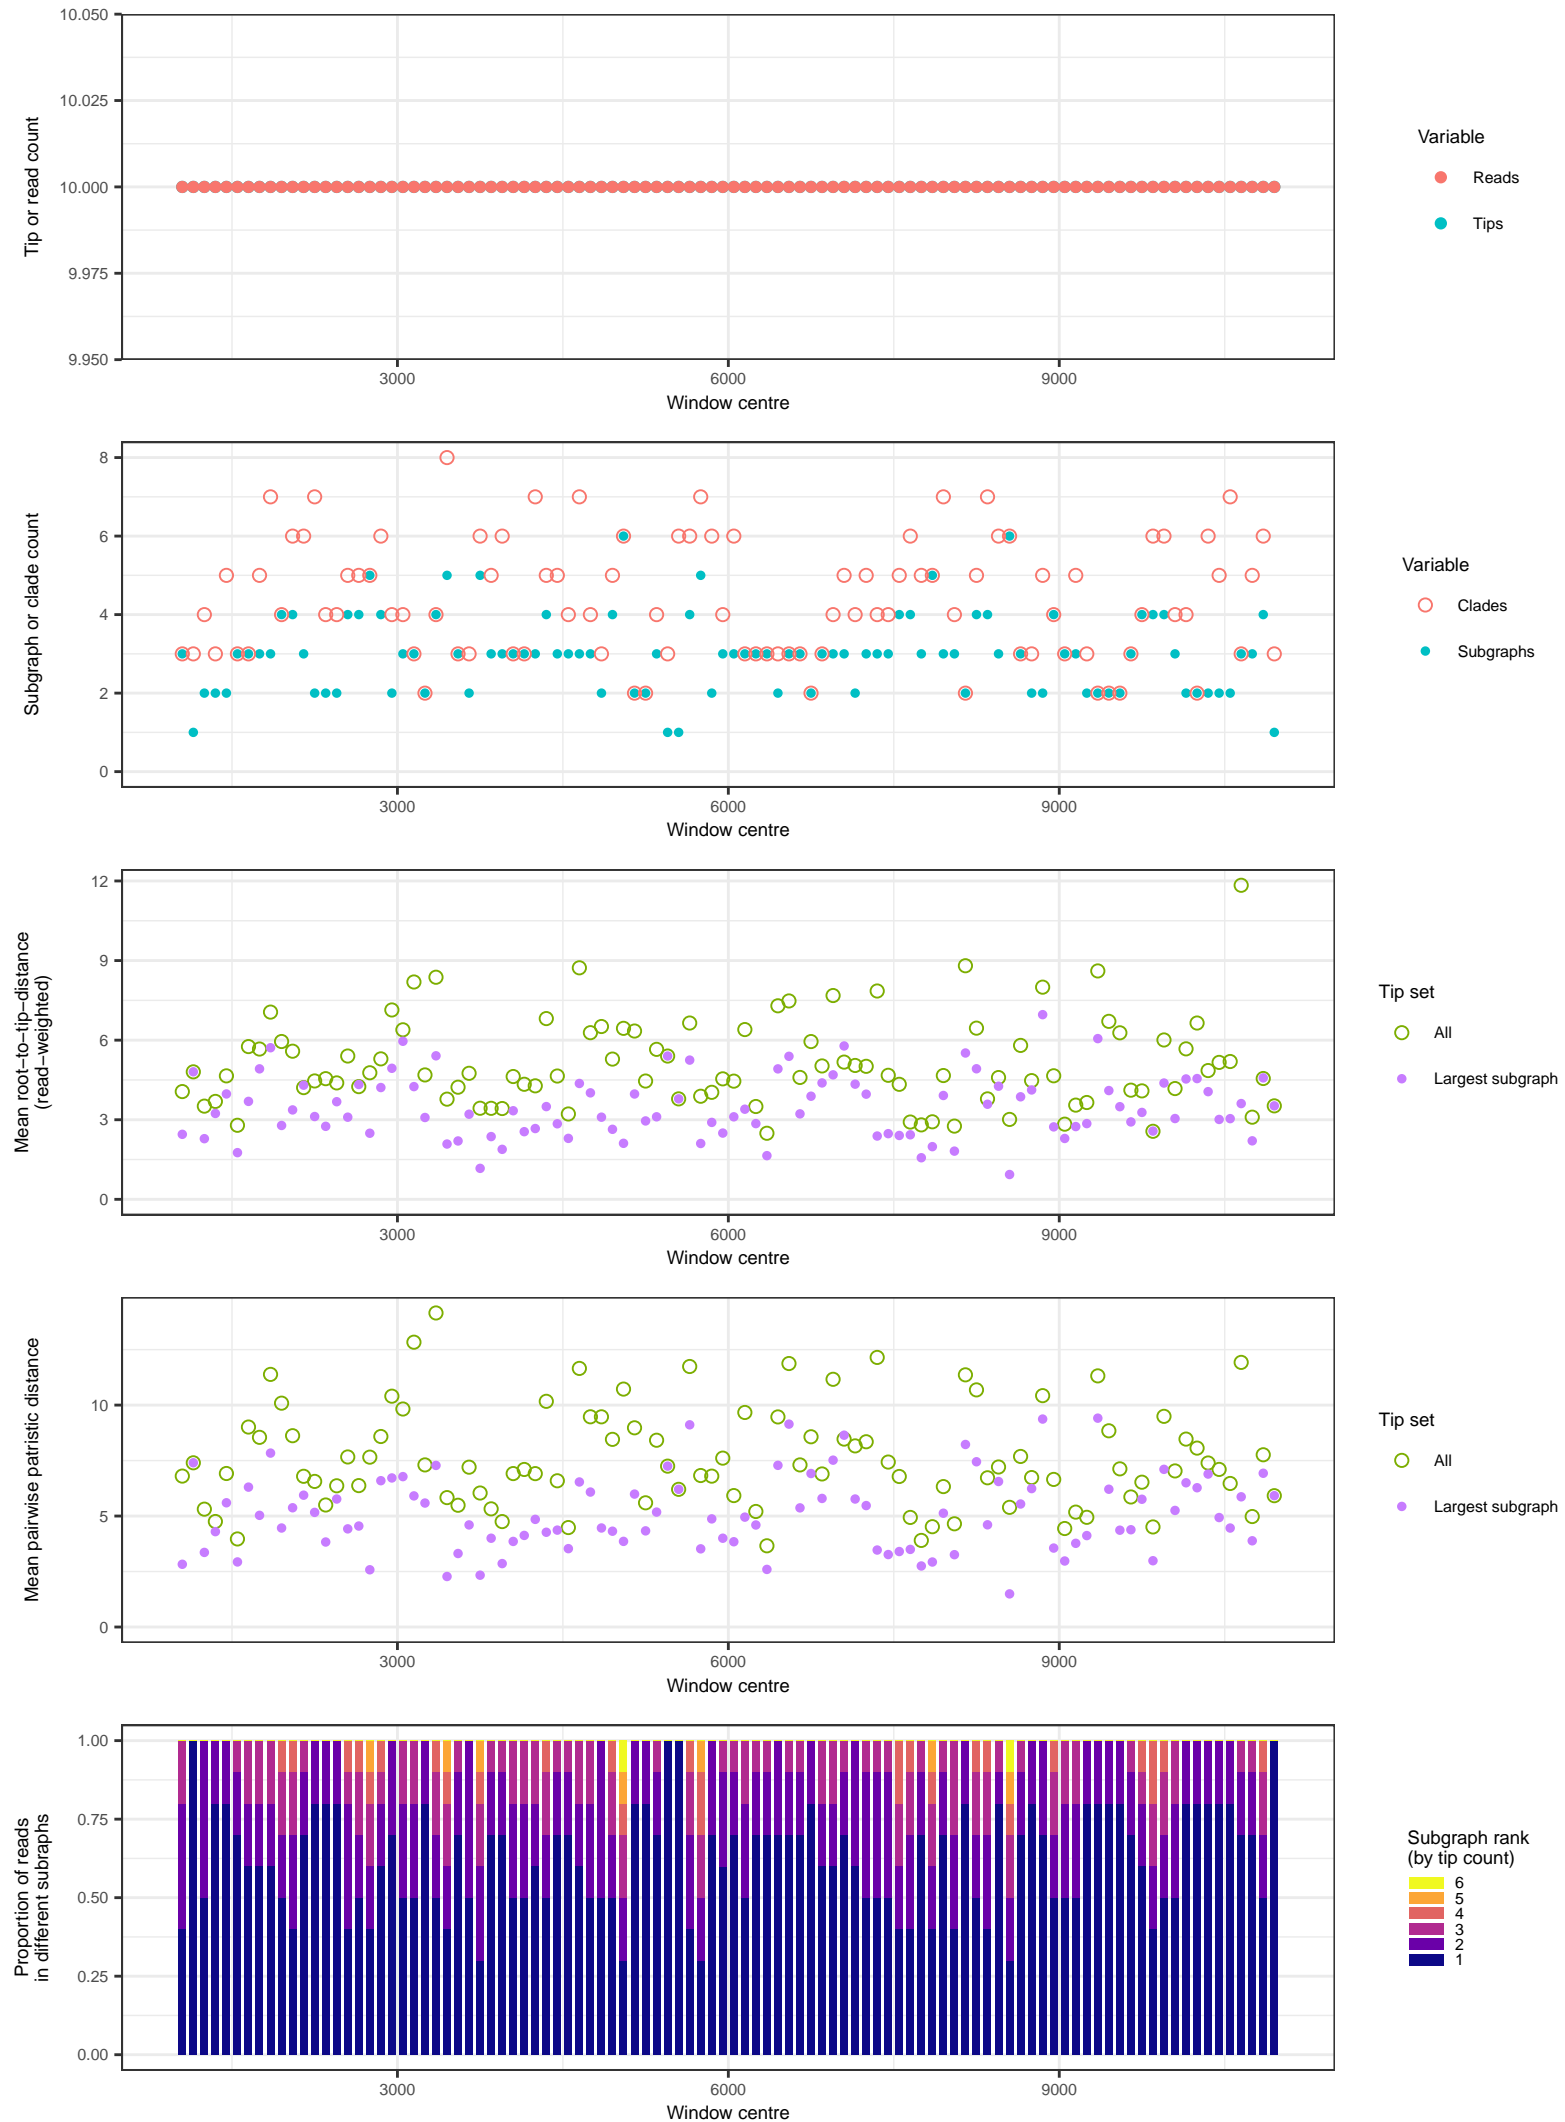 10.050
10.025
10.000
9.975
9.950
Tip or read count
3000 6000 9000
Window centre
Variable
Reads
Tips
8
6
4
2
0
Subgraph or clade count
3000 6000 9000
Window centre
Variable
Clades
Subgraphs
12
9
6
3
0
Mean root−to−tip−distance
(read−weighted)
3000 6000 9000
Window centre
Tip set
All
Largest subgraph
10
5
0
Mean pairwise patristic distance
3000 6000 9000
Window centre
Tip set
All
Largest subgraph
1.00
0.75
0.50
0.25
0.00
Proportion of reads
in different subraphs
3000 6000 9000
Window centre
Subgraph rank
(by tip count)
6
5
4
3
2
1